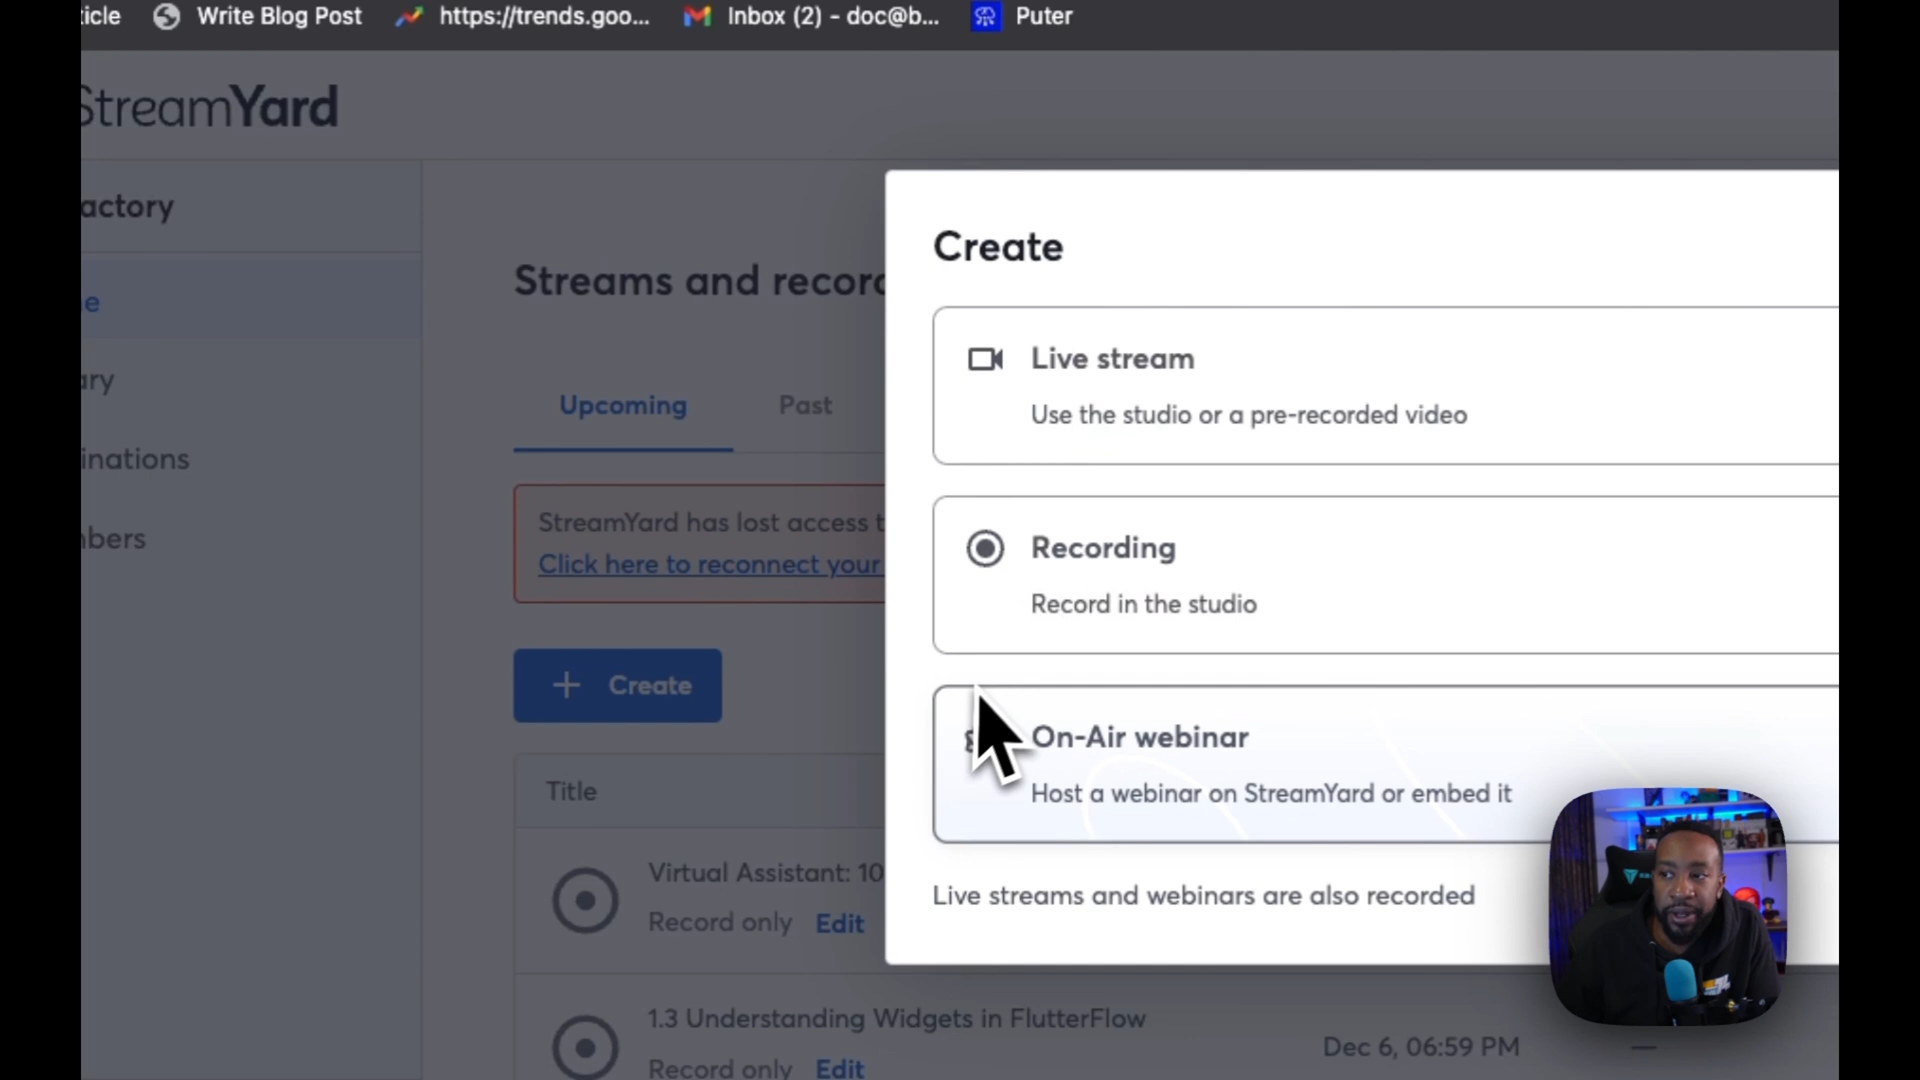 ticle Write Blog Post https://trends.goo... Inbox (2) - doc@b... Puter
StreamYard
actory
e
ary
inations
nbers
Streams and record
Upcoming Past
StreamYard has lost access t
Click here to reconnect your
+ Create
Title
Virtual Assistant: 10
Record only Edit
1.3 Understanding Widgets in FlutterFlow
Record only Edit
Dec 6, 06:59 PM —
Create
Live stream
Use the studio or a pre-recorded video
Recording
Record in the studio
On-Air webinar
Host a webinar on StreamYard or embed it
Live streams and webinars are also recorded